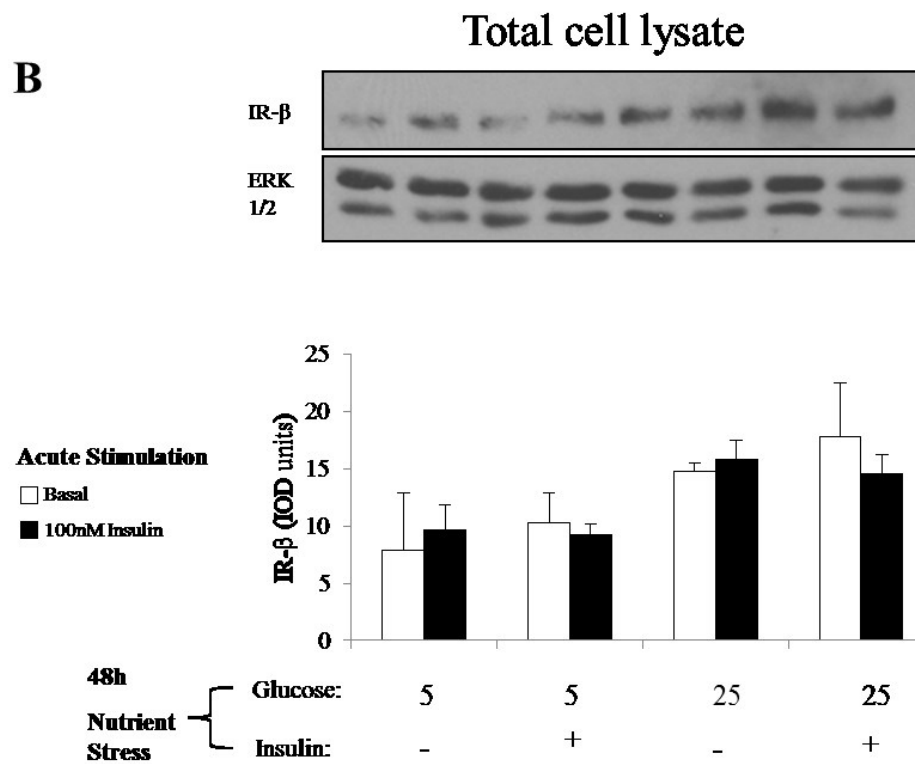 Total cell lysate
B
IR-β
ERK
1/2
25
20
15
10
5
0
IR-β (IOD units)
Acute Stimulation
Basal
100nM Insulin
48h
Nutrient
Stress
Glucose: 5 5 25 25
Insulin: - + - +